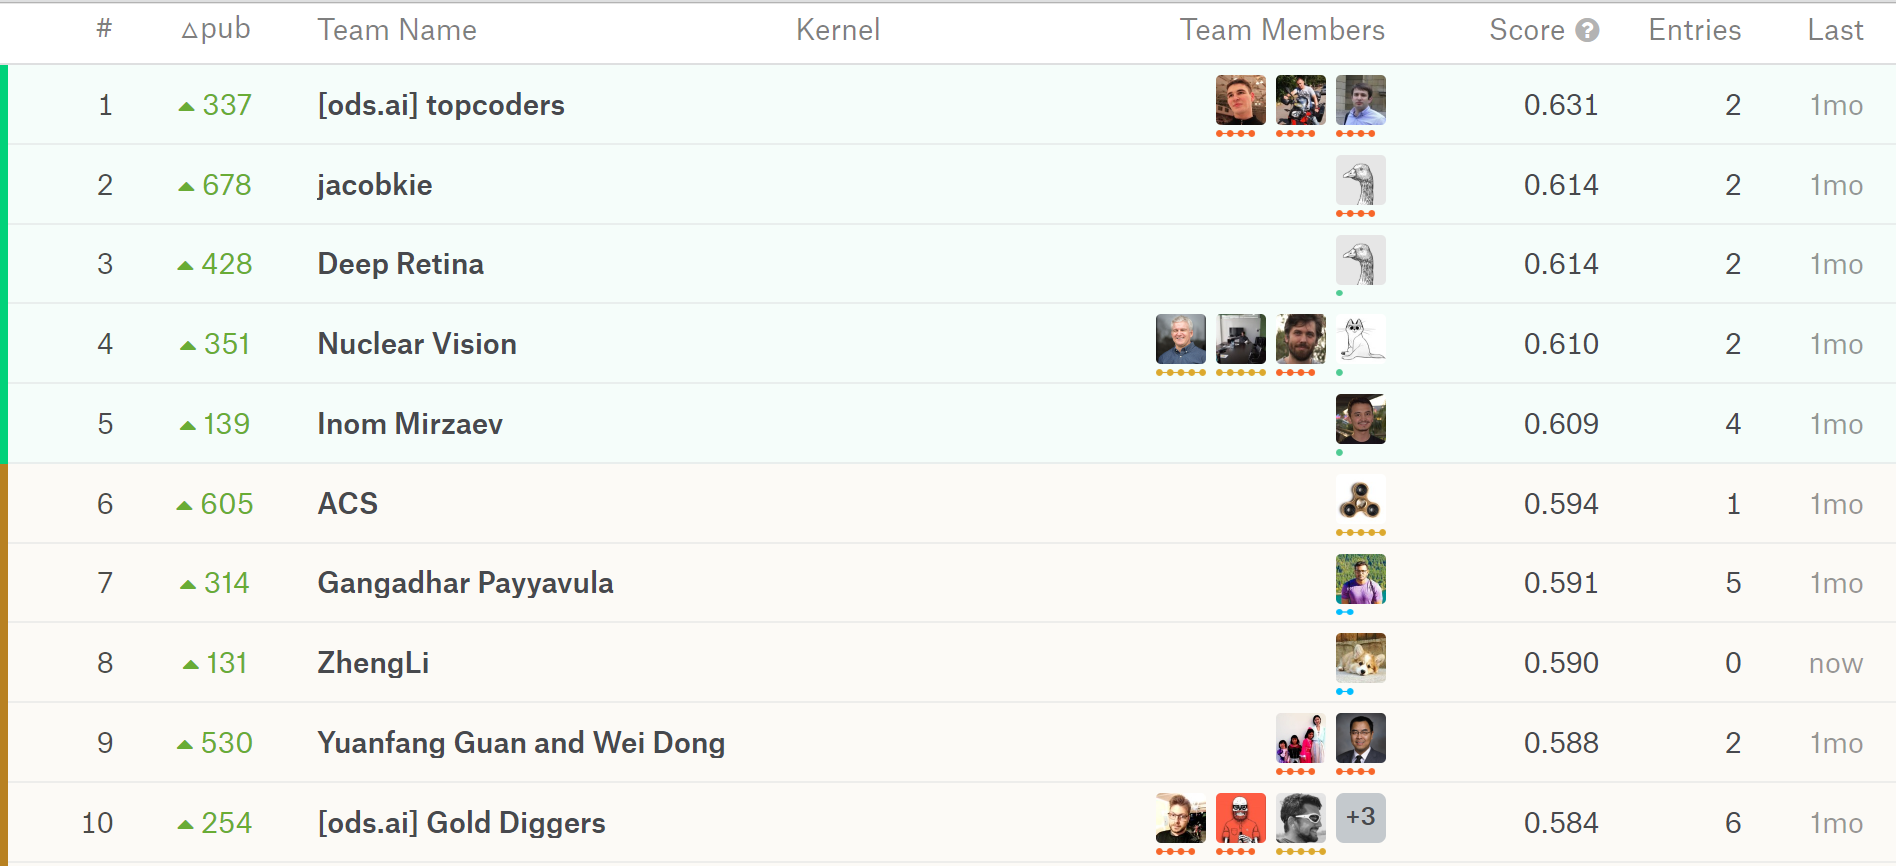 # △pub Team Name Kernel Team Members Score ? Entries Last
1 ▲ 337 [ods.ai] topcoders 0.631 2 1mo
2 ▲ 678 jacobkie 0.614 2 1mo
3 ▲ 428 Deep Retina 0.614 2 1mo
4 ▲ 351 Nuclear Vision 0.610 2 1mo
5 ▲ 139 Inom Mirzaev 0.609 4 1mo
6 ▲ 605 ACS 0.594 1 1mo
7 ▲ 314 Gangadhar Payyavula 0.591 5 1mo
8 ▲ 131 ZhengLi 0.590 0 now
9 ▲ 530 Yuanfang Guan and Wei Dong 0.588 2 1mo
10 ▲ 254 [ods.ai] Gold Diggers +3 0.584 6 1mo